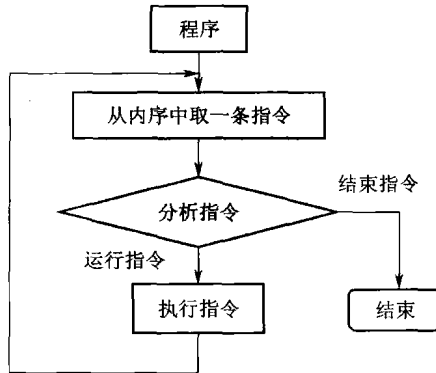 程序
从内序中取一条指令
分析指令
结束指令
运行指令
执行指令
结束